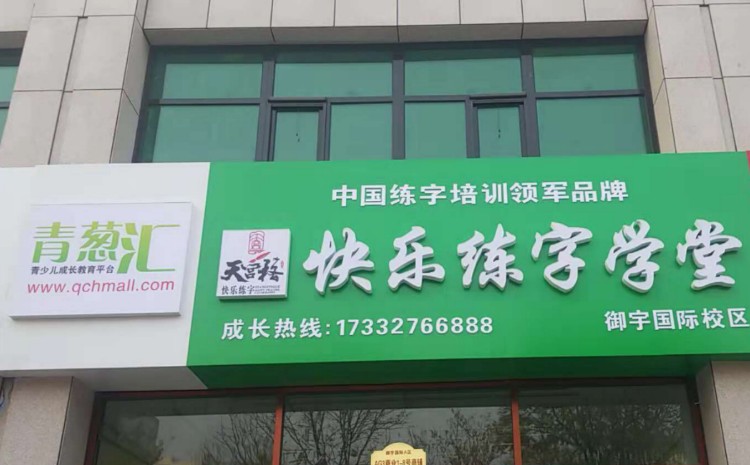 青葱汇
青少儿成长教育平台
www.qchmall.com
中国练字培训领军品牌
天宫格
快乐练字
快乐练字学堂
成长热线:17332766888
御宇国际校区